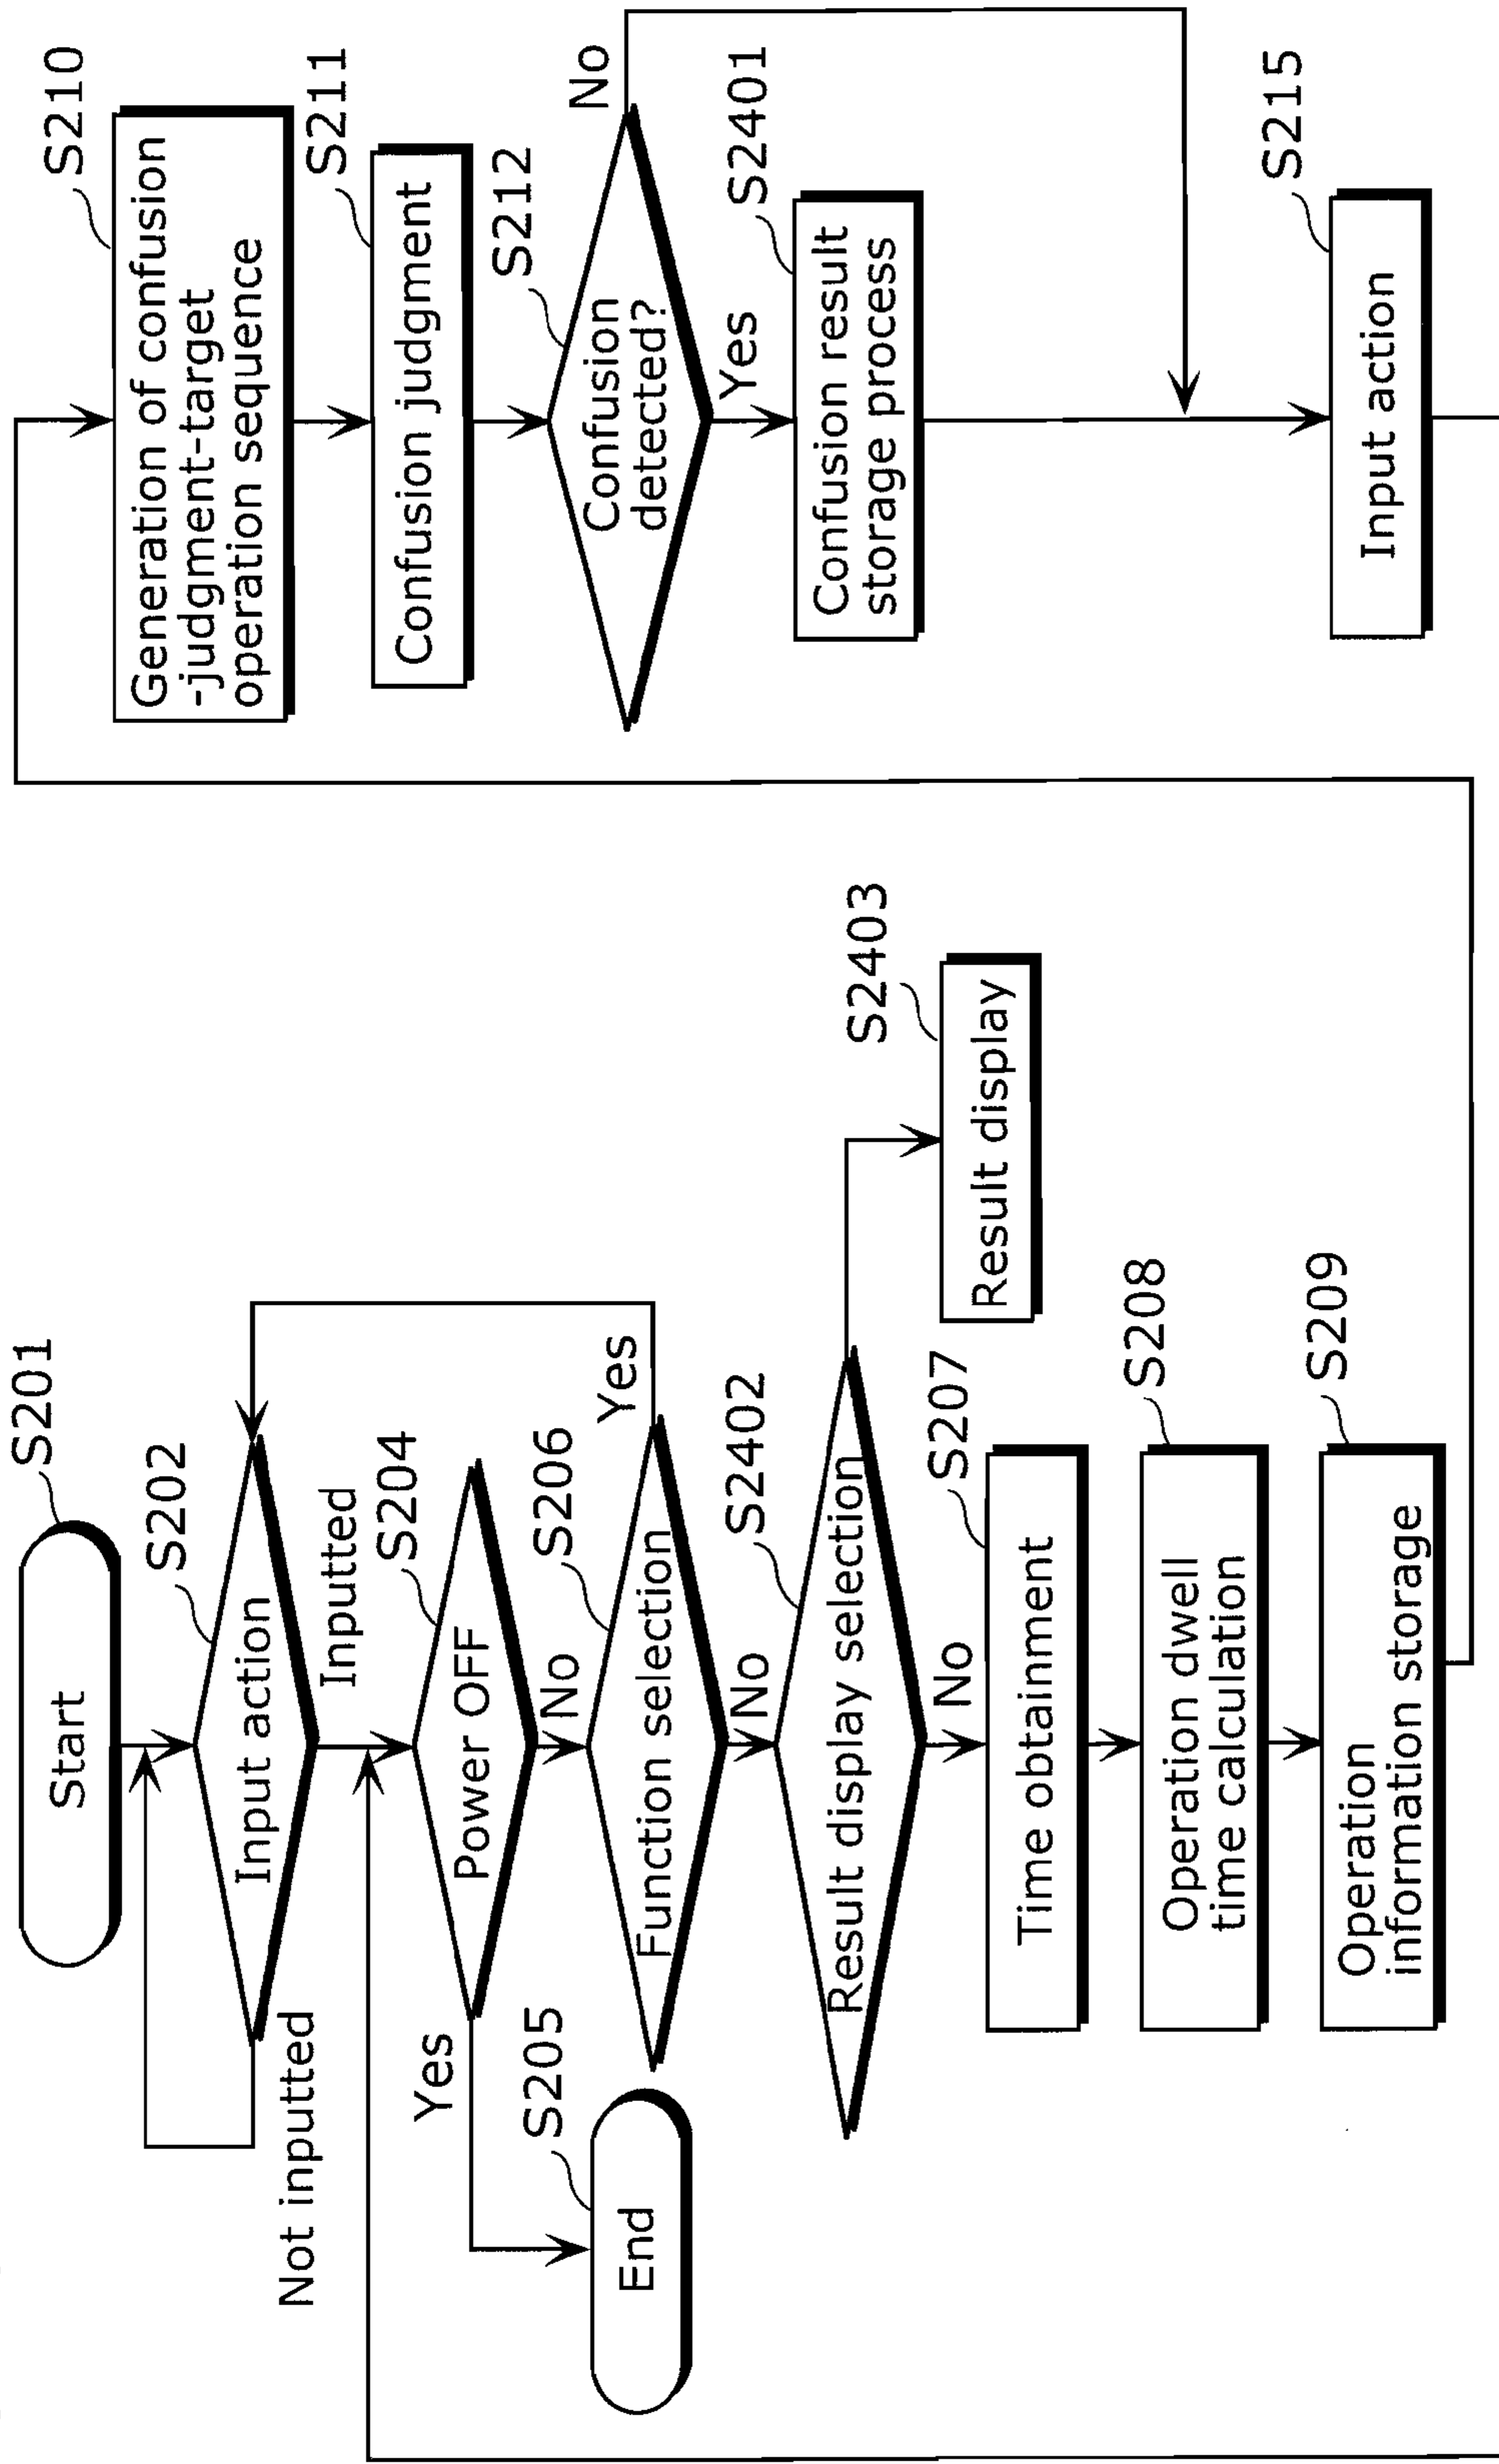 S201
Start
S202
Input action
Not inputted
Inputted
S204
Power OFF
Yes
No
S205
End
S206
Function selection
Yes
No
S2402
Result display selection
No
S2403
Result display
S207
Time obtainment
S208
Operation dwell
time calculation
S209
Operation
information storage
S210
Generation of confusion
-judgment-target
operation sequence
S211
Confusion judgment
S212
Confusion
detected?
No
Yes
S2401
Confusion result
storage process
S215
Input action